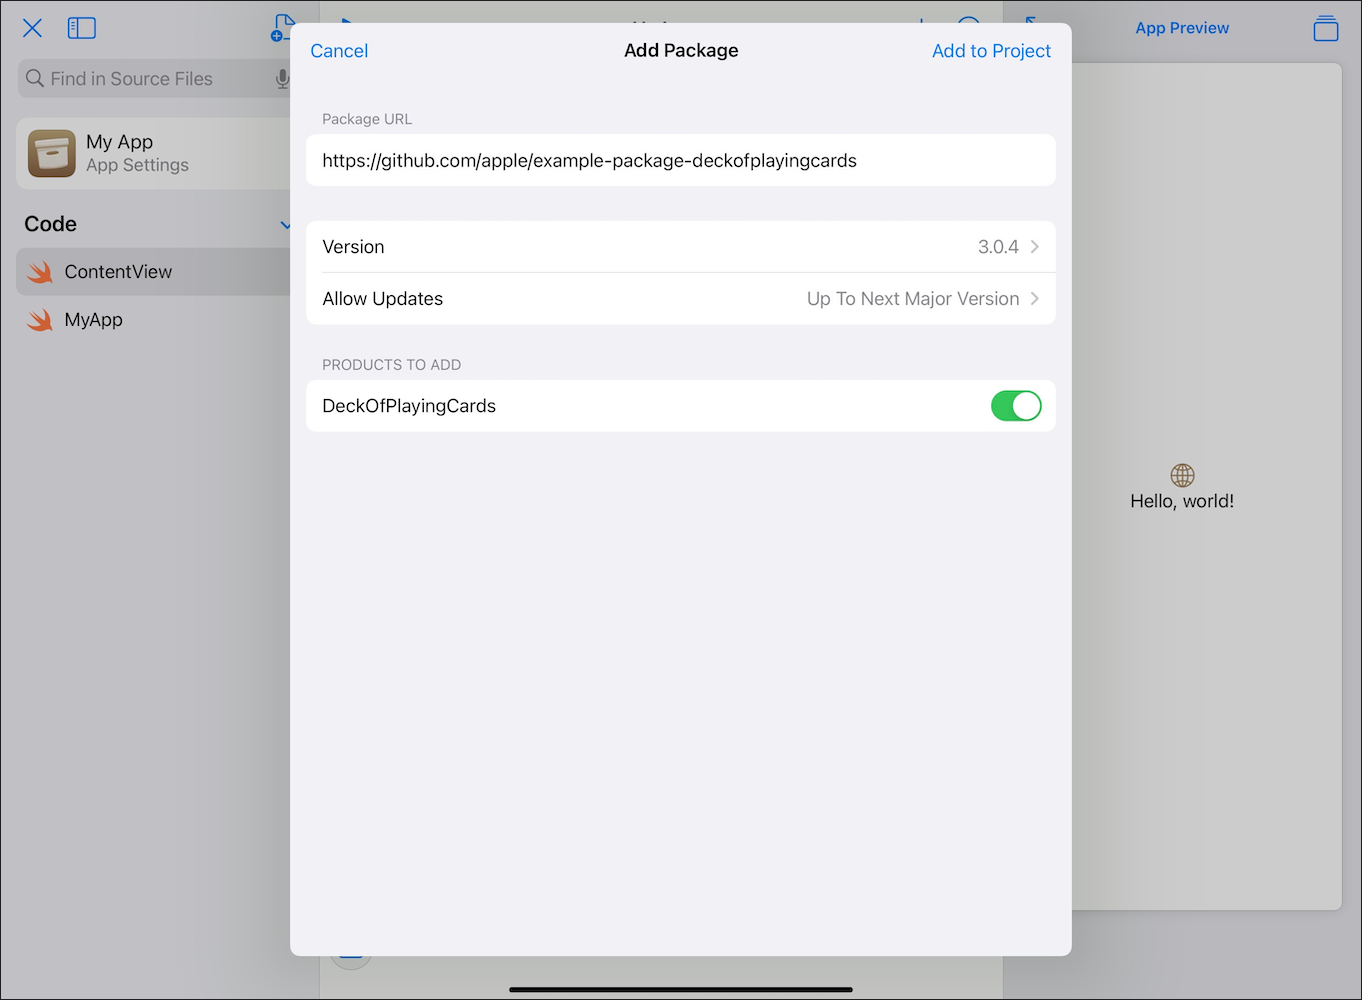 Cancel
Add Package
Add to Project
App Preview
Find in Source Files
My App
App Settings
Code
ContentView
MyApp
Package URL
https://github.com/apple/example-package-deckofplayingcards
Version
3.0.4
Allow Updates
Up To Next Major Version
PRODUCTS TO ADD
DeckOfPlayingCards
Hello, world!